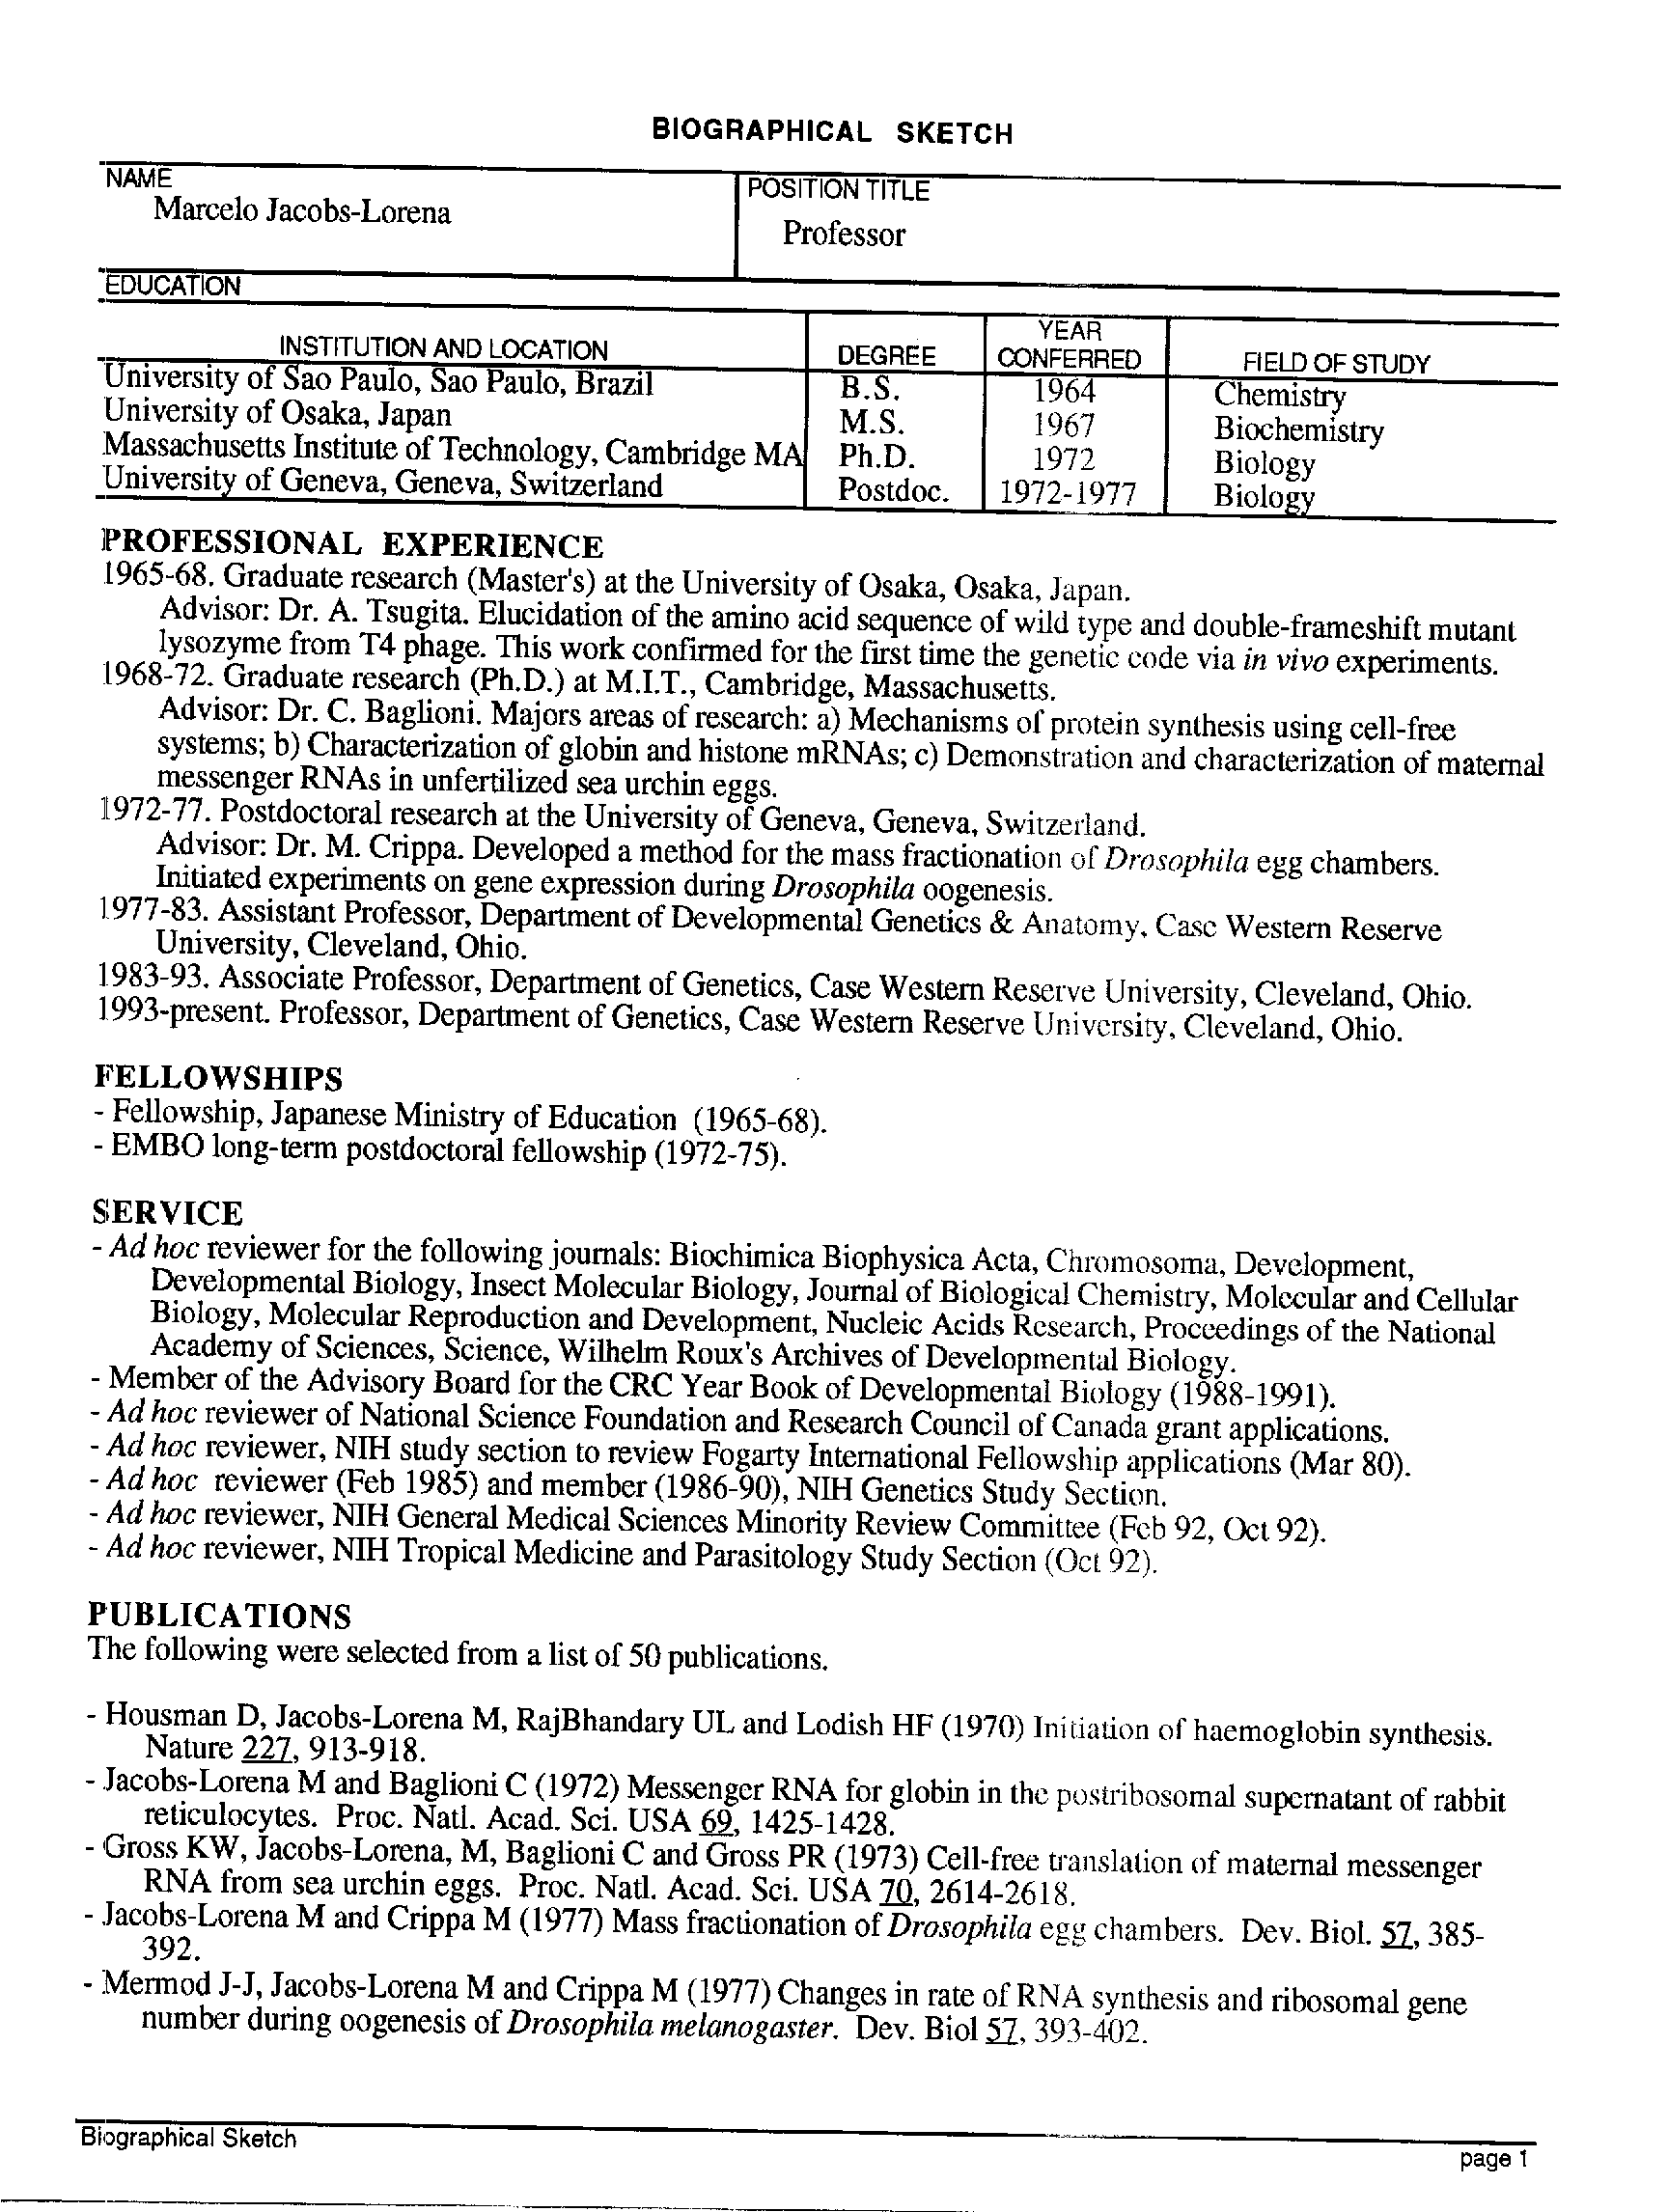 BIOGRAPHICAL SKETCH
NAME
Marcelo Jacobs-Lorena
POSITION TITLE
Professor
EDUCATION
INSTITUTION AND LOCATION DEGREE YEAR CONFERRED FIELD OF STUDY
University of Sao Paulo, Sao Paulo, Brazil B.S. 1964 Chemistry
University of Osaka, Japan M.S. 1967 Biochemistry
Massachusetts Institute of Technology, Cambridge MA Ph.D. 1972 Biology
University of Geneva, Geneva, Switzerland Postdoc. 1972-1977 Biology
PROFESSIONAL EXPERIENCE
1965-68. Graduate research (Master's) at the University of Osaka, Osaka, Japan.
Advisor: Dr. A. Tsugita. Elucidation of the amino acid sequence of wild type and double-frameshift mutant
lysozyme from T4 phage. This work confirmed for the first time the genetic code via in vivo experiments.
1968-72. Graduate research (Ph.D.) at M.I.T., Cambridge, Massachusetts.
Advisor: Dr. C. Baglioni. Majors areas of research: a) Mechanisms of protein synthesis using cell-free
systems; b) Characterization of globin and histone mRNAs; c) Demonstration and characterization of maternal
messenger RNAs in unfertilized sea urchin eggs.
1972-77. Postdoctoral research at the University of Geneva, Geneva, Switzerland.
Advisor: Dr. M. Crippa. Developed a method for the mass fractionation of Drosophila egg chambers.
Initiated experiments on gene expression during Drosophila oogenesis.
1977-83. Assistant Professor, Department of Developmental Genetics & Anatomy, Case Western Reserve
University, Cleveland, Ohio.
1983-93. Associate Professor, Department of Genetics, Case Western Reserve University, Cleveland, Ohio.
1993-present. Professor, Department of Genetics, Case Western Reserve University, Cleveland, Ohio.
FELLOWSHIPS
- Fellowship, Japanese Ministry of Education (1965-68).
- EMBO long-term postdoctoral fellowship (1972-75).
SERVICE
- Ad hoc reviewer for the following journals: Biochimica Biophysica Acta, Chromosoma, Development,
Developmental Biology, Insect Molecular Biology, Journal of Biological Chemistry, Molecular and Cellular
Biology, Molecular Reproduction and Development, Nucleic Acids Research, Proceedings of the National
Academy of Sciences, Science, Wilhelm Roux's Archives of Developmental Biology.
- Member of the Advisory Board for the CRC Year Book of Developmental Biology (1988-1991).
- Ad hoc reviewer of National Science Foundation and Research Council of Canada grant applications.
- Ad hoc reviewer, NIH study section to review Fogarty International Fellowship applications (Mar 80).
- Ad hoc reviewer (Feb 1985) and member (1986-90), NIH Genetics Study Section.
- Ad hoc reviewer, NIH General Medical Sciences Minority Review Committee (Feb 92, Oct 92).
- Ad hoc reviewer, NIH Tropical Medicine and Parasitology Study Section (Oct 92).
PUBLICATIONS
The following were selected from a list of 50 publications.
- Housman D, Jacobs-Lorena M, RajBhandary UL and Lodish HF (1970) Initiation of haemoglobin synthesis.
Nature 227, 913-918.
- Jacobs-Lorena M and Baglioni C (1972) Messenger RNA for globin in the postribosomal supernatant of rabbit
reticulocytes. Proc. Natl. Acad. Sci. USA 69, 1425-1428.
- Gross KW, Jacobs-Lorena, M, Baglioni C and Gross PR (1973) Cell-free translation of maternal messenger
RNA from sea urchin eggs. Proc. Natl. Acad. Sci. USA 70, 2614-2618.
- Jacobs-Lorena M and Crippa M (1977) Mass fractionation of Drosophila egg chambers. Dev. Biol. 57, 385-
392.
- Mermod J-J, Jacobs-Lorena M and Crippa M (1977) Changes in rate of RNA synthesis and ribosomal gene
number during oogenesis of Drosophila melanogaster. Dev. Biol 57, 393-402.
Biographical Sketch
page 1